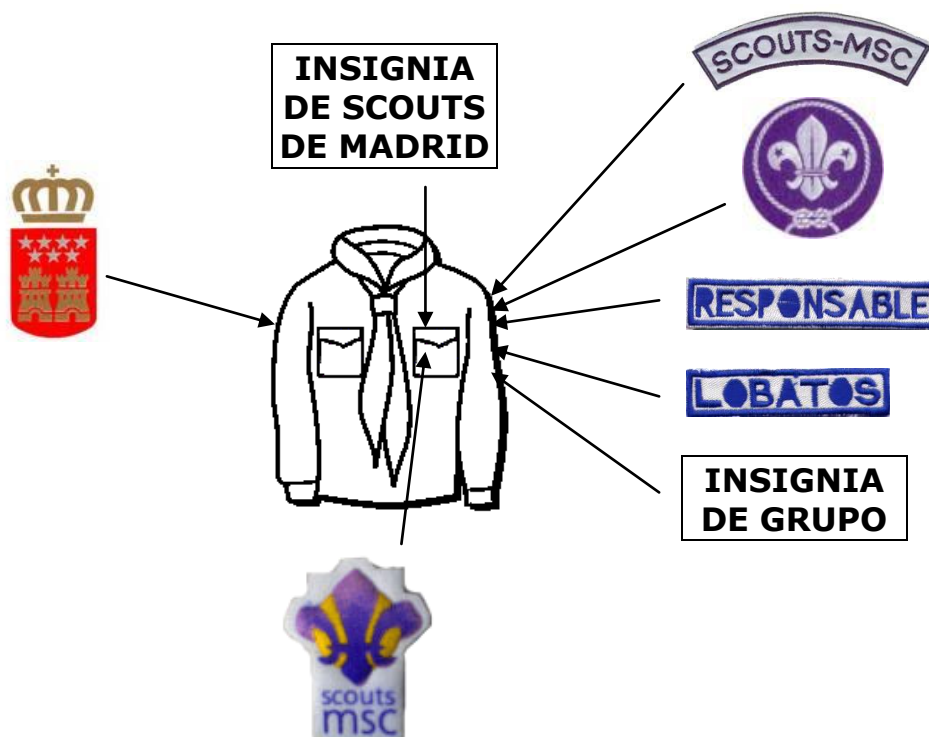 INSIGNIA
DE SCOUTS
DE MADRID
SCOUTS-MSC
RESPONSABLE
LOBATOS
INSIGNIA
DE GRUPO
scouts
msc